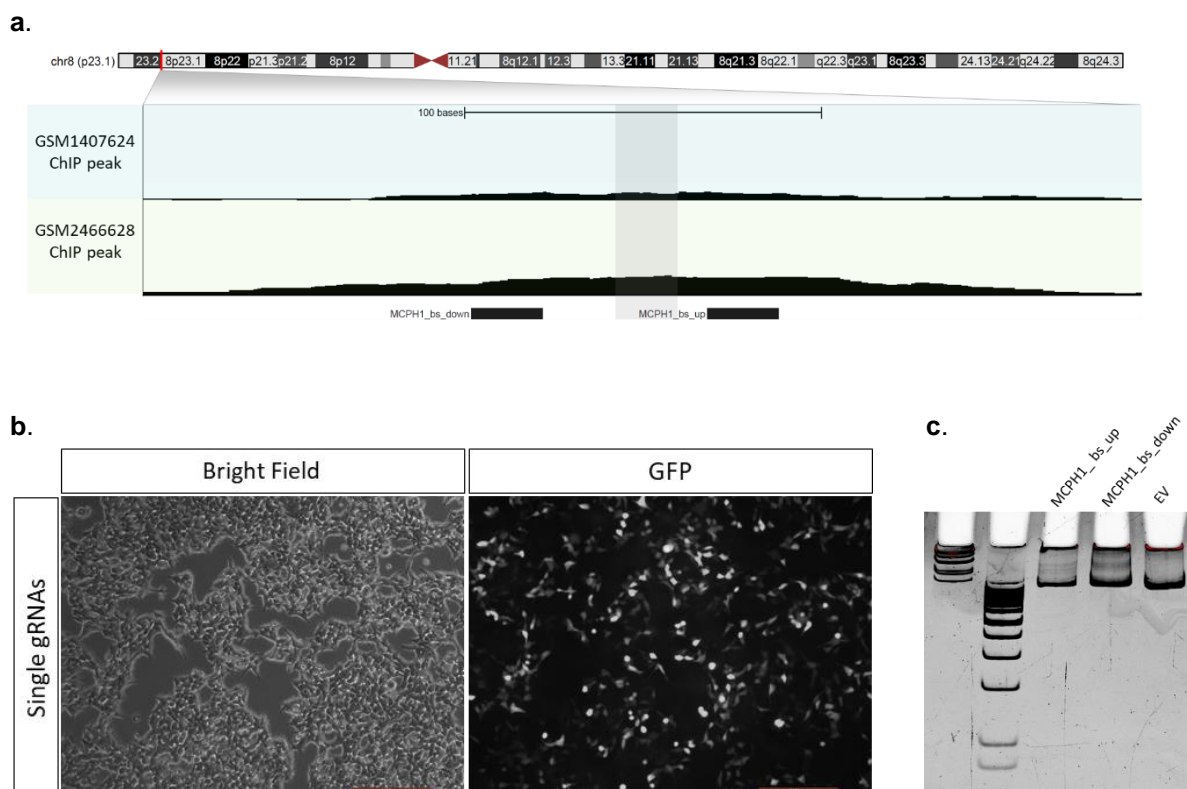 a.
chr8 (p23.1) 23.2 8p23.1 8p22 p21.3 p21.2 8p12 11.21 8q12.1 12.3 13.3 21.11 21.13 8q21.3 8q22.1 q22.3 q23.1 8q23.3 24.13 24.21 q24.22 8q24.3
100 bases
GSM1407624
ChIP peak
GSM2466628
ChIP peak
MCPH1_bs_down MCPH1_bs_up
b.
Bright Field GFP
Single gRNAs
c.
MCPH1_bs_up
MCPH1_bs_down
EV